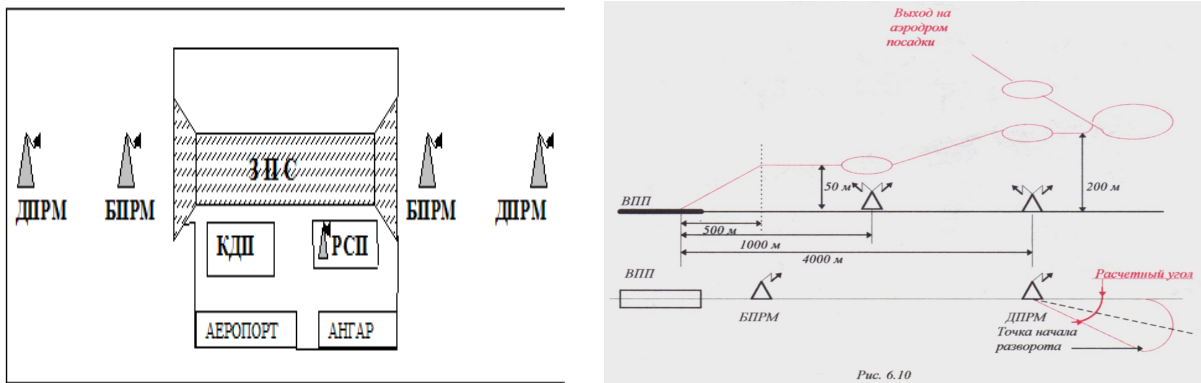 ЗПС
ДПРМ
БПРМ
БПРМ
ДПРМ
КДП
РСП
АЕРОПОРТ
АНГАР
Выход на
аэродром
посадки
ВПП
50 м
200 м
500 м
1000 м
4000 м
ВПП
Расчетный угол
БПРМ
ДПРМ
Точка начала
разворота
Рис. 6.10